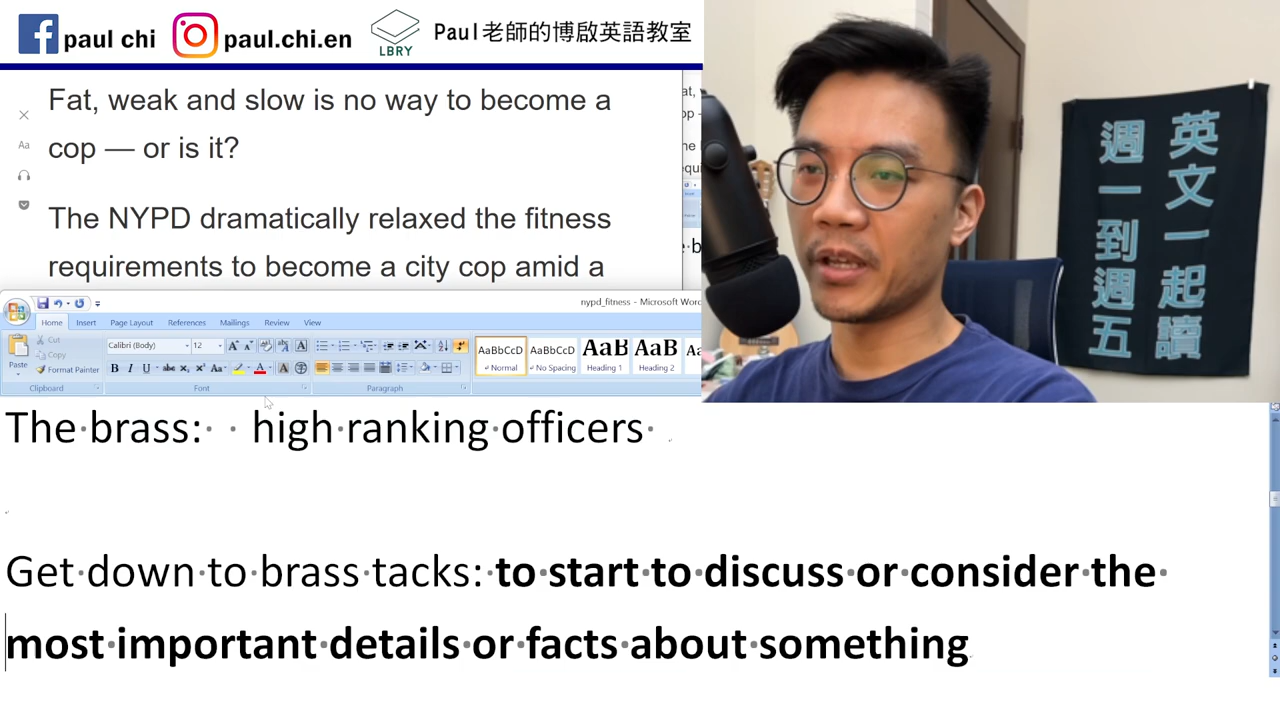 paul chi
paul.chi.en
LBRY
Paul老師的博啟英語教室
Fat, weak and slow is no way to become a
cop — or is it?
The NYPD dramatically relaxed the fitness
requirements to become a city cop amid a
Aa
nypd_fitness - Microsoft Wor
Home Insert Page Layout References Mailings Review View
Cut
Copy
Format Painter
Paste
Clipboard
Calibri (Body) 12
Font
Paragraph
AaBbCcD AaBbCcD AaBb AaB
Normal No Spacing Heading 1 Heading 2
The brass: high ranking officers
Get down to brass tacks: to start to discuss or consider the
most important details or facts about something
英文一起讀
週一到週五